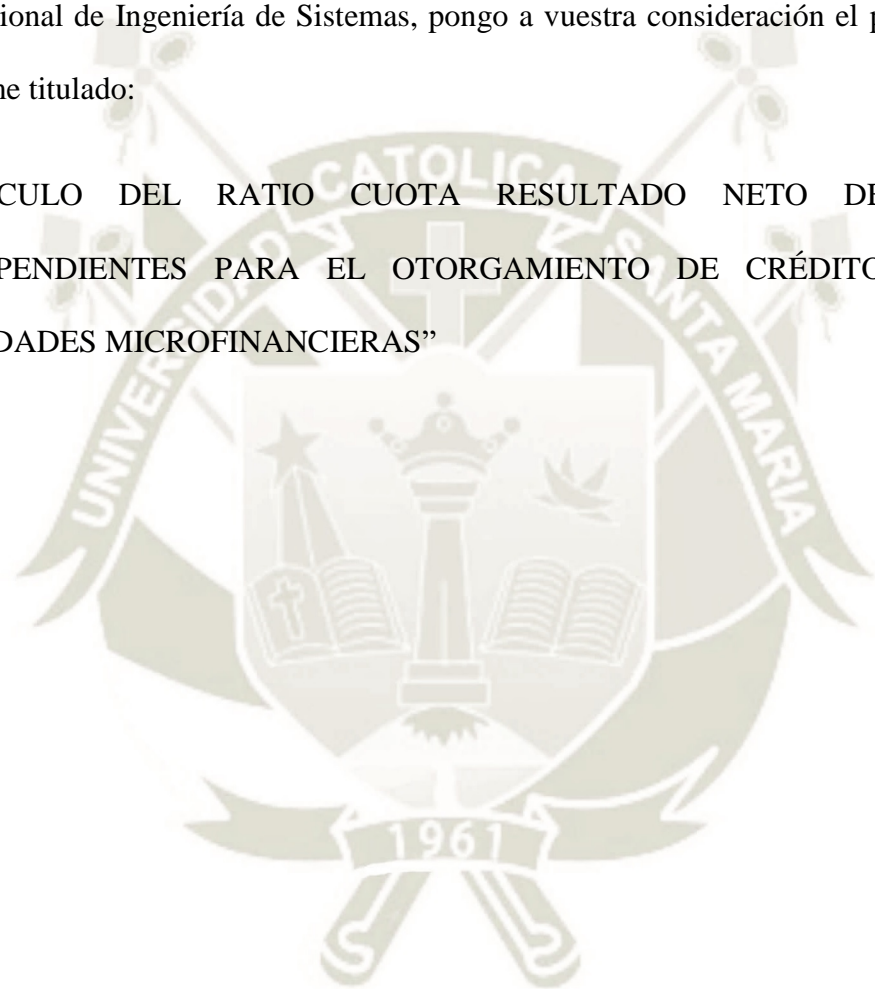 ional de Ingeniería de Sistemas, pongo a vuestra consideración el p
ne titulado:
CULO DEL RATIO CUOTA RESULTADO NETO DE
PENDIENTES PARA EL OTORGAMIENTO DE CRÉDITO
DADES MICROFINANCIERAS”
UNIVERSIDAD CATOLICA SANTA MARIA
1961